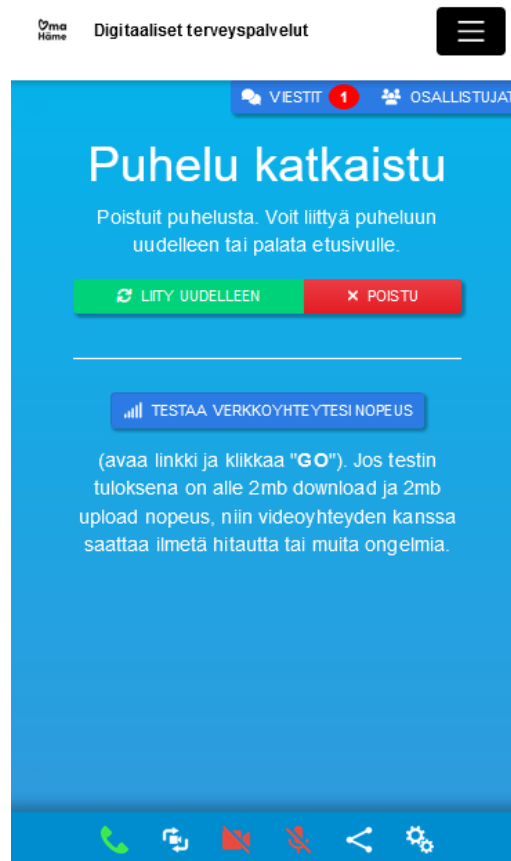 Oma
Häme
Digitaaliset terveyspalvelut
VIESTIT 1 OSALLISTUJAT
Puhelu katkaistu
Poistuit puhelusta. Voit liittyä puheluun
uudelleen tai palata etusivulle.
LIITY UUDELLEEN
POISTU
TESTAA VERKKOYHTEYTESI NOPEUS
(avaa linkki ja klikkaa "GO"). Jos testin
tuloksena on alle 2mb download ja 2mb
upload nopeus, niin videoyhteyden kanssa
saattaa ilmetä hitautta tai muita ongelmia.